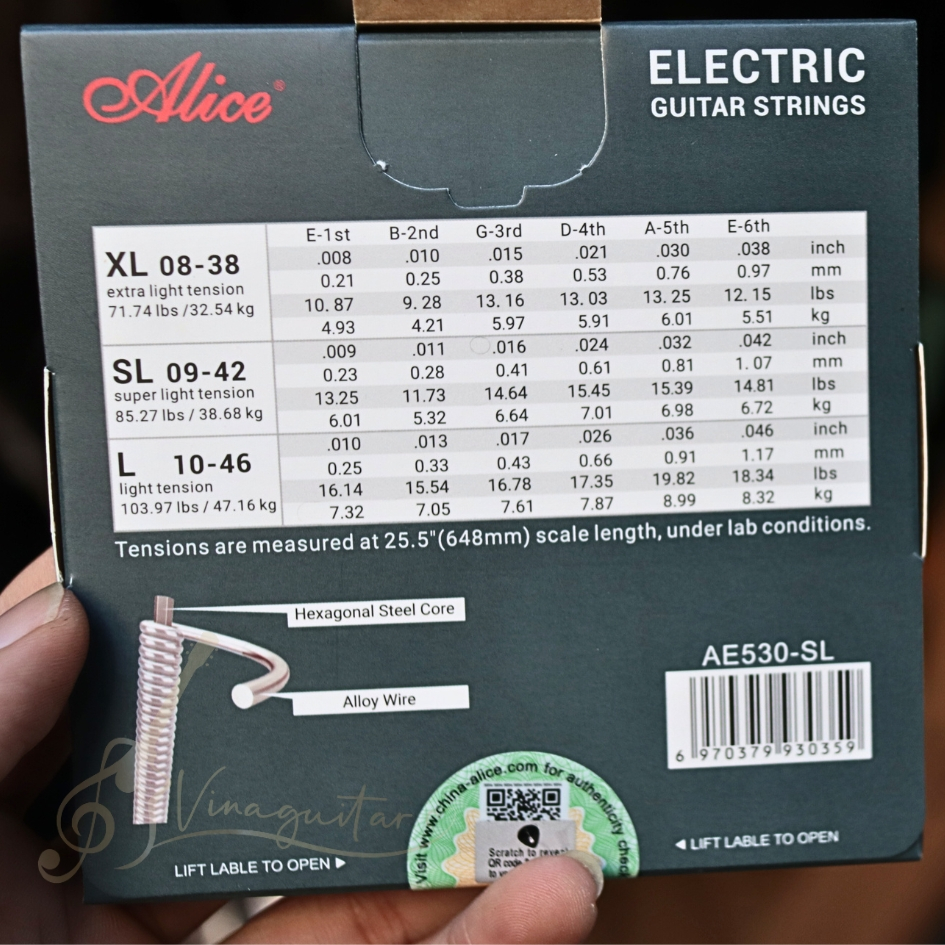 Alice®
ELECTRIC
GUITAR STRINGS
E-1st B-2nd G-3rd D-4th A-5th E-6th
XL 08-38
extra light tension
71.74 lbs /32.54 kg
.008 .010 .015 .021 .030 .038 inch
0.21 0.25 0.38 0.53 0.76 0.97 mm
10.87 9.28 13.16 13.03 13.25 12.15 lbs
4.93 4.21 5.97 5.91 6.01 5.51 kg
SL 09-42
super light tension
85.27 lbs / 38.68 kg
.009 .011 .016 .024 .032 .042 inch
0.23 0.28 0.41 0.61 0.81 1.07 mm
13.25 11.73 14.64 15.45 15.39 14.81 lbs
6.01 5.32 6.64 7.01 6.98 6.72 kg
L 10-46
light tension
103.97 lbs / 47.16 kg
.010 .013 .017 .026 .036 .046 inch
0.25 0.33 0.43 0.66 0.91 1.17 mm
16.14 15.54 16.78 17.35 19.82 18.34 lbs
7.32 7.05 7.61 7.87 8.99 8.32 kg
Tensions are measured at 25.5"(648mm) scale length, under lab conditions.
Hexagonal Steel Core
Alloy Wire
AE530-SL
6 970379 930359
Vinaguitar
Visit www.china-alice.com for authenticity
Scratch to reveal
QR code
LIFT LABLE TO OPEN ▶
◀ LIFT LABLE TO OPEN